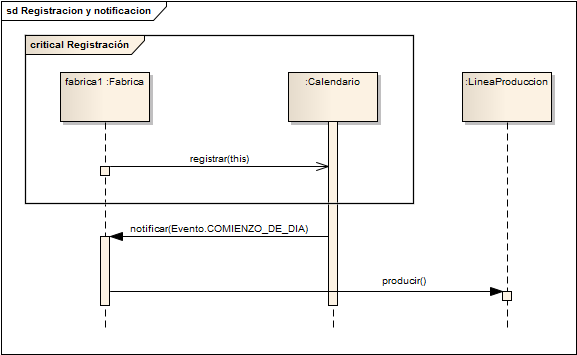 sd Registracion y notificacion
critical Registración
fabrica1 :Fabrica
:Calendario
:LineaProduccion
registrar(this)
notificar(Evento.COMIENZO_DE_DIA)
producir()